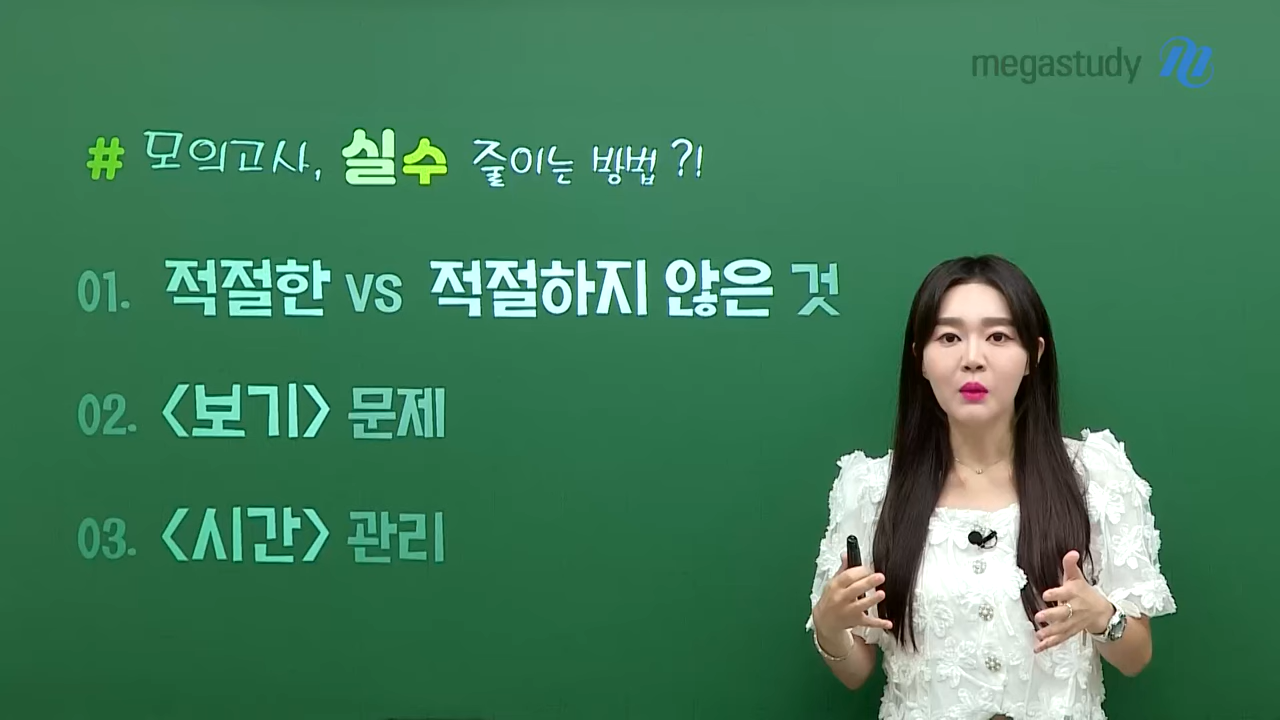 megastudy
# 모의고사, 실수 줄이는 방법?!
01. 적절한 vs 적절하지 않은 것
02. <보기> 문제
03. <시간> 관리